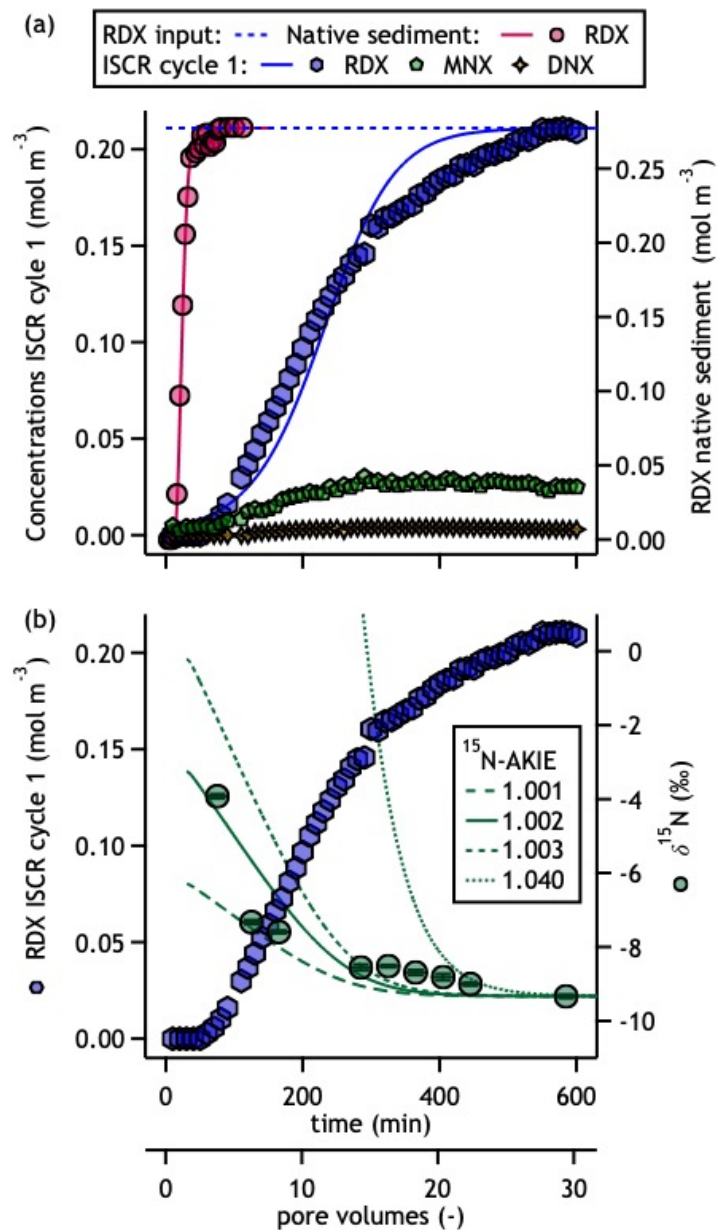 (a)
RDX input: Native sediment: RDX
ISCR cycle 1: RDX MNX DNX
Concentrations ISCR cyle 1 (mol m⁻³)
0.20
0.15
0.10
0.05
0.00
RDX native sediment (mol m⁻³)
0.25
0.20
0.25
0.10
0.05
0.00
(b)
RDX ISCR cycle 1 (mol m⁻³)
0.20
0.15
0.10
0.05
0.00
¹⁵N-AKIE
1.001
1.002
1.003
1.040
δ¹⁵N (‰)
0
-2
-4
-6
-8
-10
0 200 400 600
time (min)
0 10 20 30
pore volumes (-)